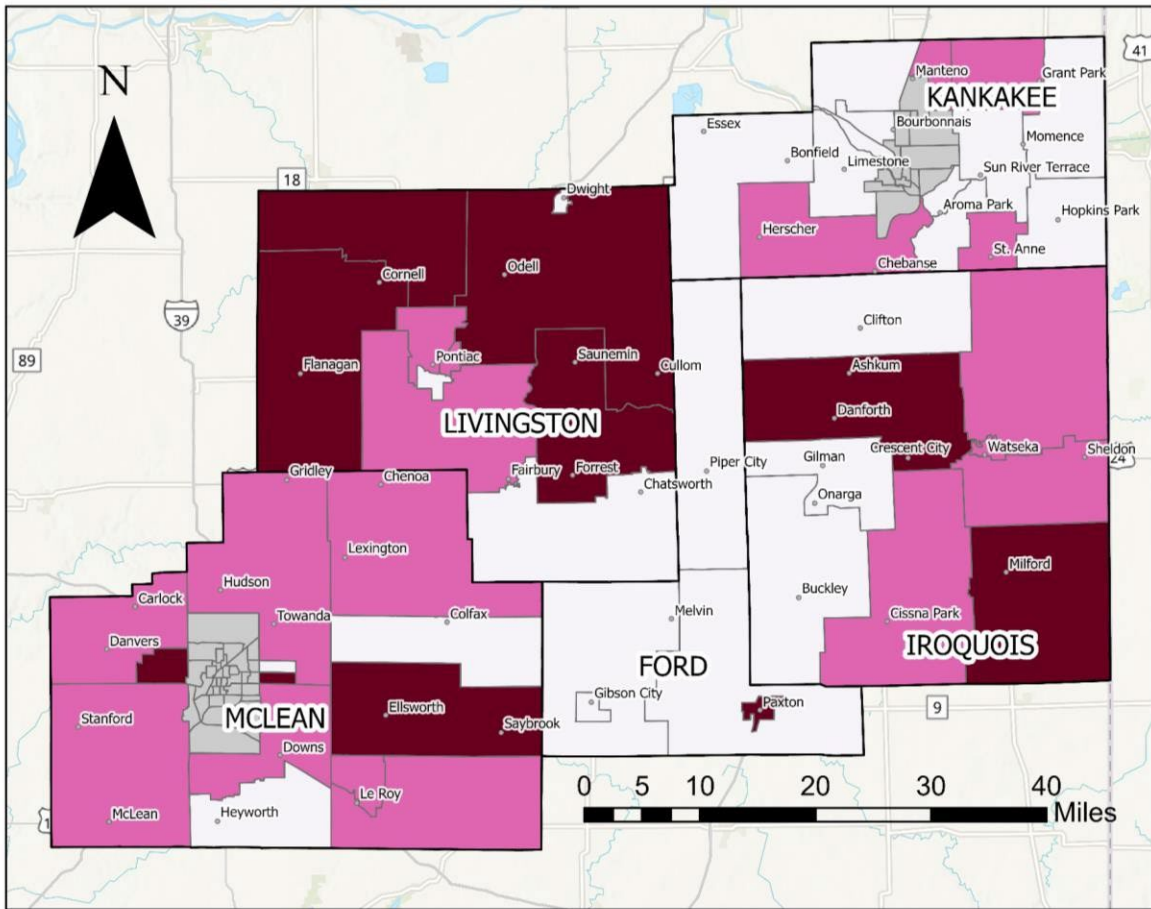 N
41
Manteno
Grant Park
KANKAKEE
Essex
Bourbonnais
Momence
Bonfield
Limestone
Sun River Terrace
18
Dwight
Aroma Park
Hopkins Park
Herscher
St. Anne
Odell
Cornell
Chebanse
39
Clifton
89
Pontiac
Saunemin
Flanagan
Cullom
Ashkum
Danforth
LIVINGSTON
Crescent City
Watseka
Sheldon
24
Gridley
Chenoa
Fairbury
Forrest
Piper City
Gilman
Chatsworth
Onarga
Lexington
Milford
Hudson
Buckley
Carlock
Towanda
Colfax
Melvin
Cissna Park
Danvers
IROQUOIS
FORD
Gibson City
Paxton
9
Stanford
MCLEAN
Ellsworth
Saybrook
Downs
0 5 10 20 30 40
Miles
Le Roy
McLean
Heyworth